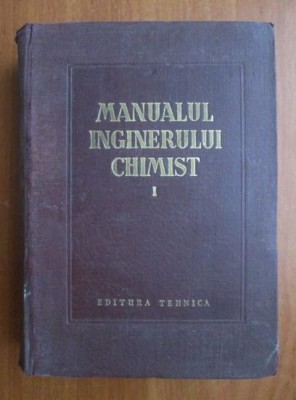 MANUALUL
INGINERULUI
CHIMIST
I
EDITURA TEHNICA